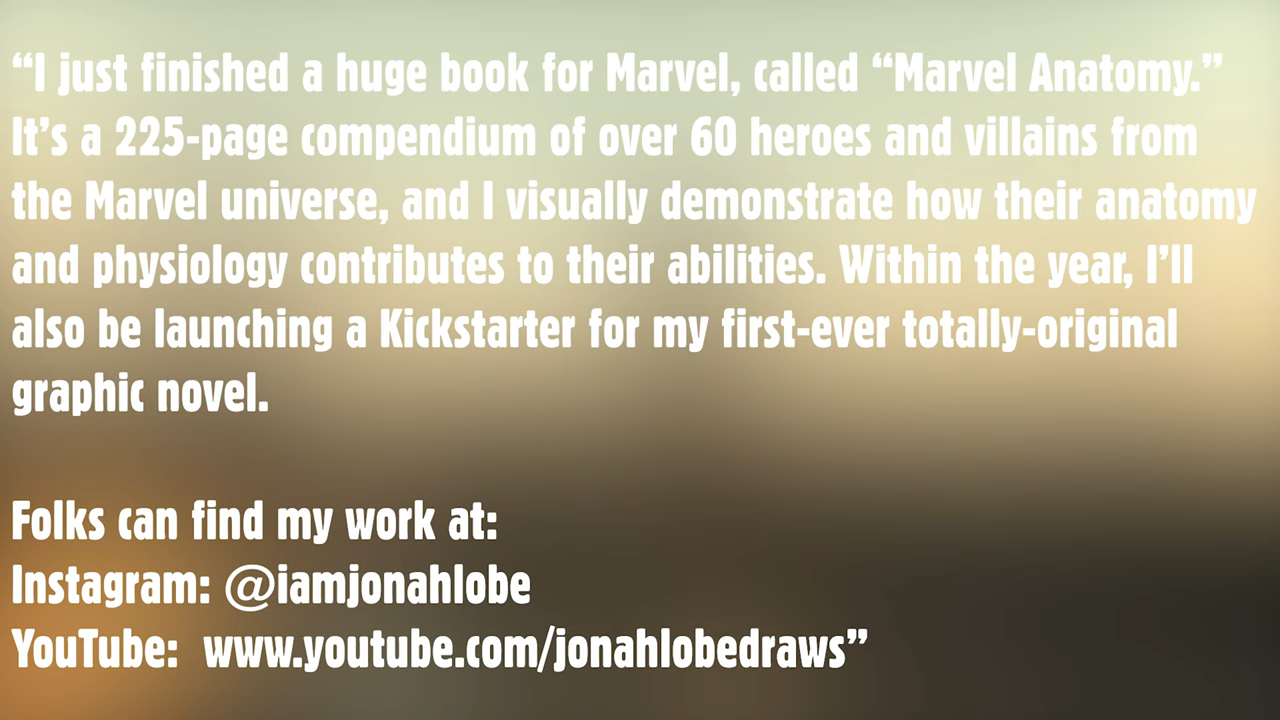 “I just finished a huge book for Marvel, called “Marvel Anatomy.”
It’s a 225-page compendium of over 60 heroes and villains from
the Marvel universe, and I visually demonstrate how their anatomy
and physiology contributes to their abilities. Within the year, I’ll
also be launching a Kickstarter for my first-ever totally-original
graphic novel.
Folks can find my work at:
Instagram: @iamjonahlobe
YouTube:  www.youtube.com/jonahlobedraws”